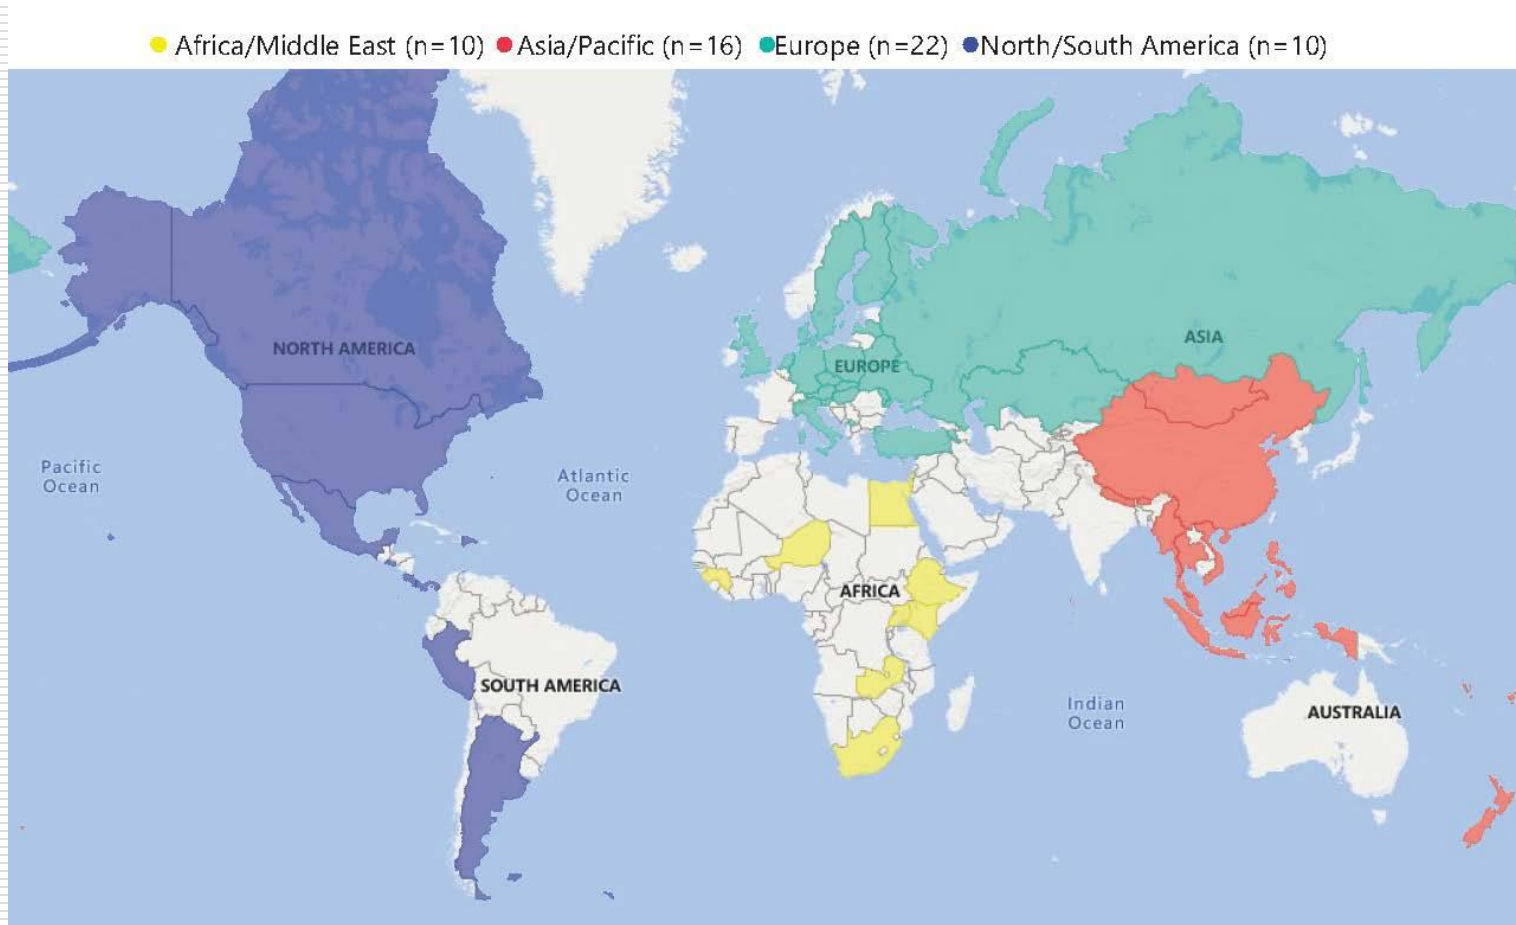 Africa/Middle East (n=10) Asia/Pacific (n=16) Europe (n=22) North/South America (n=10)
NORTH AMERICA
ASIA
EUROPE
Pacific
Ocean
Atlantic
Ocean
AFRICA
SOUTH AMERICA
Indian
Ocean
AUSTRALIA